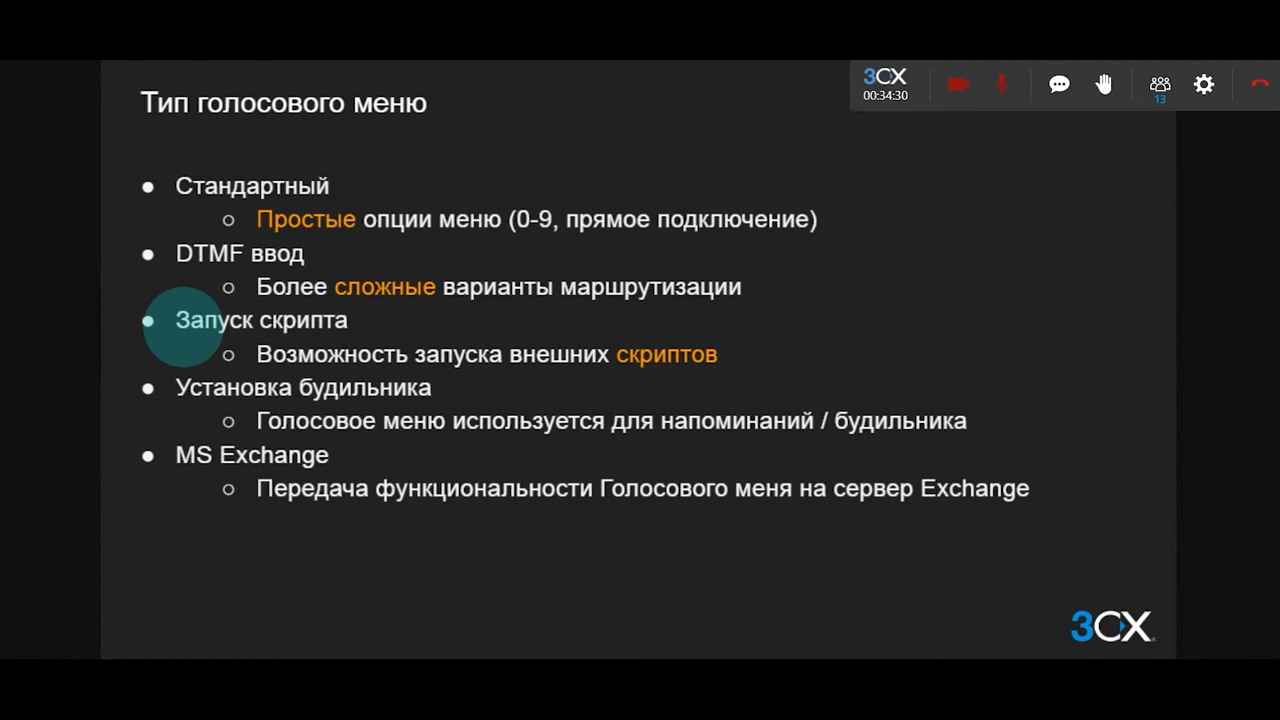 3CX
00:34:30
13
Тип голосового меню
● Стандартный
○ Простые опции меню (0-9, прямое подключение)
● DTMF ввод
○ Более сложные варианты маршрутизации
● Запуск скрипта
○ Возможность запуска внешних скриптов
● Установка будильника
○ Голосовое меню используется для напоминаний / будильника
● MS Exchange
○ Передача функциональности Голосового меня на сервер Exchange
3CX